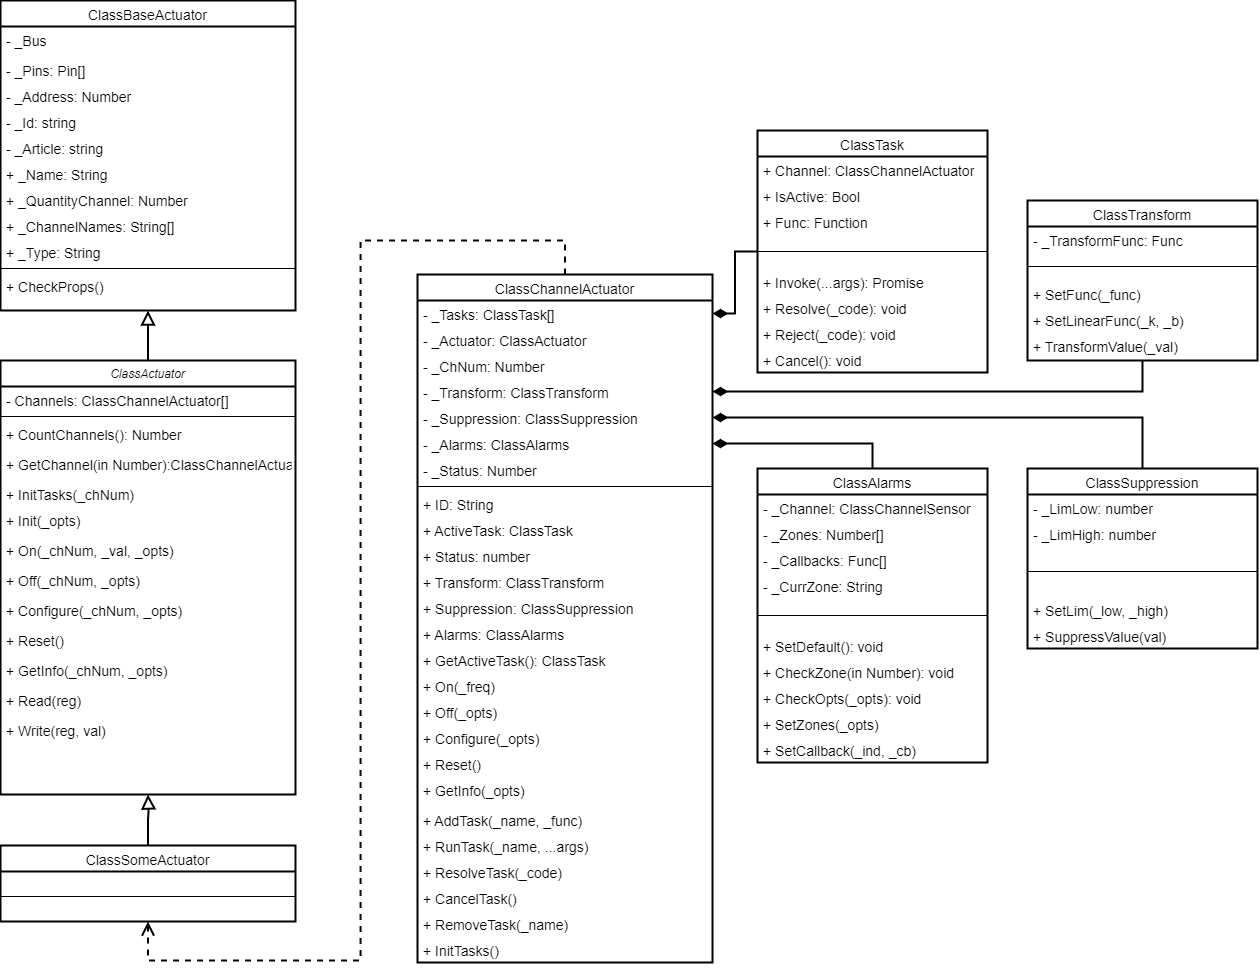 ClassBaseActuator
- _Bus
- _Pins: Pin[]
- _Address: Number
- _Id: string
- _Article: string
+ _Name: String
+ _QuantityChannel: Number
+ _ChannelNames: String[]
+ _Type: String
+ CheckProps()
ClassActuator
- Channels: ClassChannelActuator[]
+ CountChannels(): Number
+ GetChannel(in Number):ClassChannelActua
+ InitTasks(_chNum)
+ Init(_opts)
+ On(_chNum, _val, _opts)
+ Off(_chNum, _opts)
+ Configure(_chNum, _opts)
+ Reset()
+ GetInfo(_chNum, _opts)
+ Read(reg)
+ Write(reg, val)
ClassSomeActuator
ClassChannelActuator
- _Tasks: ClassTask[]
- _Actuator: ClassActuator
- _ChNum: Number
- _Transform: ClassTransform
- _Suppression: ClassSuppression
- _Alarms: ClassAlarms
- _Status: Number
+ ID: String
+ ActiveTask: ClassTask
+ Status: number
+ Transform: ClassTransform
+ Suppression: ClassSuppression
+ Alarms: ClassAlarms
+ GetActiveTask(): ClassTask
+ On(_freq)
+ Off(_opts)
+ Configure(_opts)
+ Reset()
+ GetInfo(_opts)
+ AddTask(_name, _func)
+ RunTask(_name, ...args)
+ ResolveTask(_code)
+ CancelTask()
+ RemoveTask(_name)
+ InitTasks()
ClassTask
+ Channel: ClassChannelActuator
+ IsActive: Bool
+ Func: Function
+ Invoke(...args): Promise
+ Resolve(_code): void
+ Reject(_code): void
+ Cancel(): void
ClassTransform
- _TransformFunc: Func
+ SetFunc(_func)
+ SetLinearFunc(_k, _b)
+ TransformValue(_val)
ClassAlarms
- _Channel: ClassChannelSensor
- _Zones: Number[]
- _Callbacks: Func[]
- _CurrZone: String
+ SetDefault(): void
+ CheckZone(in Number): void
+ CheckOpts(_opts): void
+ SetZones(_opts)
+ SetCallback(_ind, _cb)
ClassSuppression
- _LimLow: number
- _LimHigh: number
+ SetLim(_low, _high)
+ SuppressValue(val)